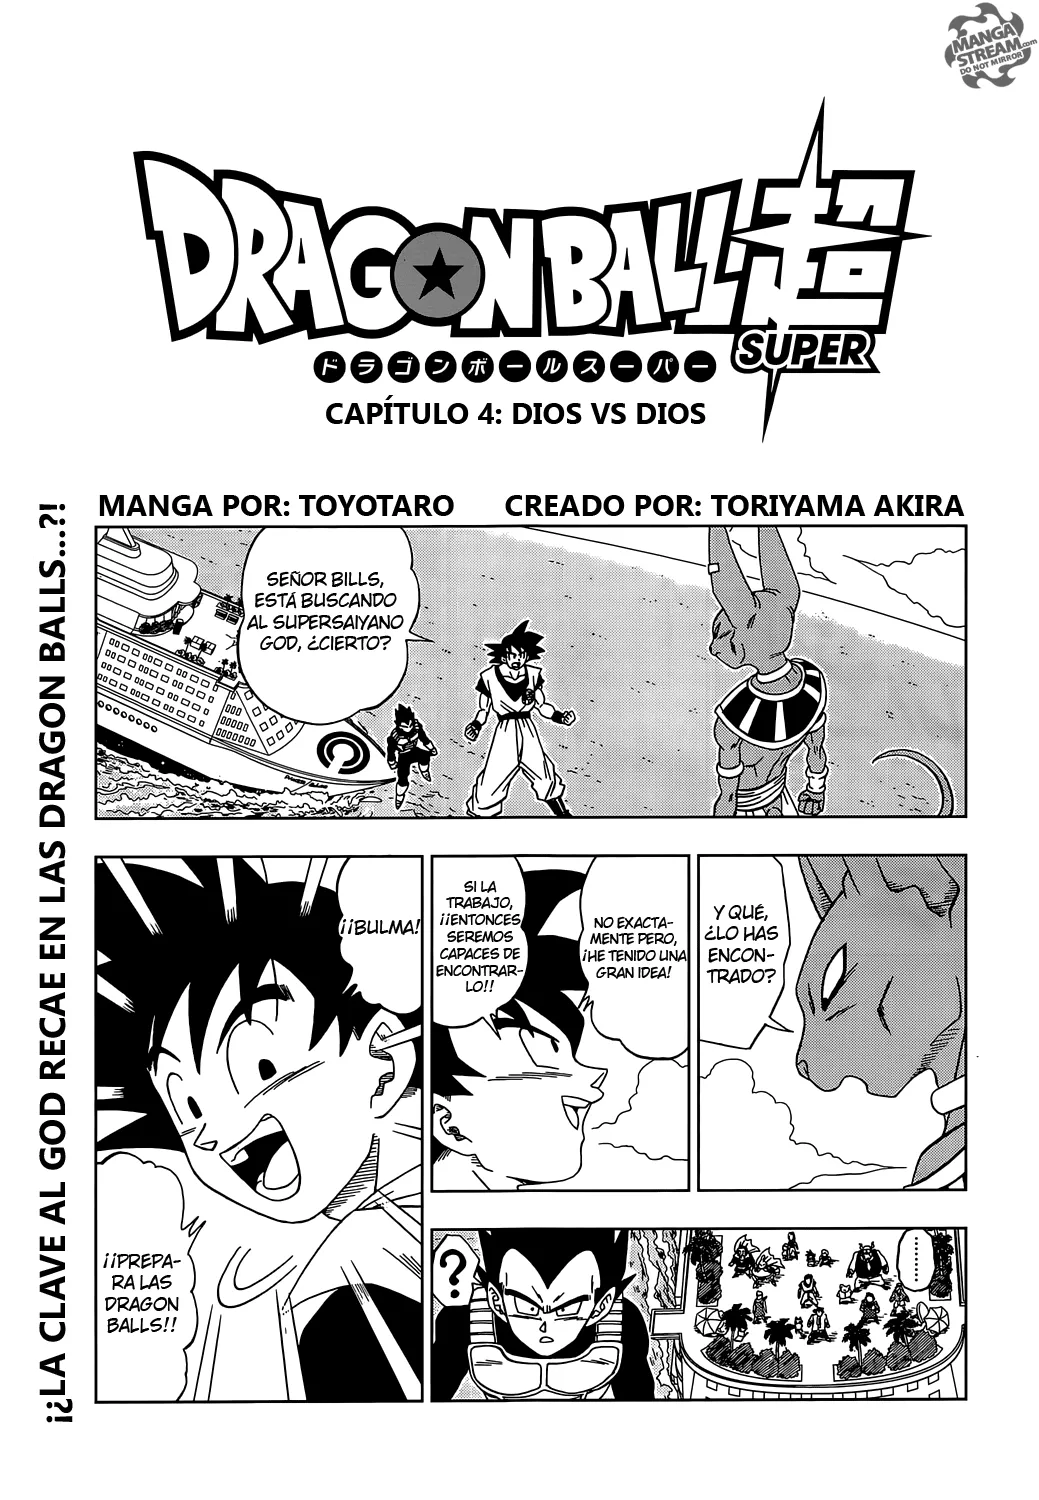 MANGA
STREAM.com
DO NOT MIRROR
DRAGON BALL超
SUPER
ドラゴンボールスーパー
CAPÍTULO 4: DIOS VS DIOS
MANGA POR: TOYOTARO
CREADO POR: TORIYAMA AKIRA
¡¿LA CLAVE AL GOD RECAE EN LAS DRAGON BALLS...?!
SEÑOR BILLS,
ESTÁ BUSCANDO
AL SUPERSAIYANO
GOD, ¿CIERTO?
Y QUÉ,
¿LO HAS
ENCON-
TRADO?
NO EXACTA-
MENTE PERO,
¡HE TENIDO UNA
GRAN IDEA!
SI LA
TRABAJO,
¡¡ENTONCES
SEREMOS
CAPACES DE
ENCONTRAR-
LO!!
¡¡BULMA!
¡¡PREPA-
RA LAS
DRAGON
BALLS!!
?
.........